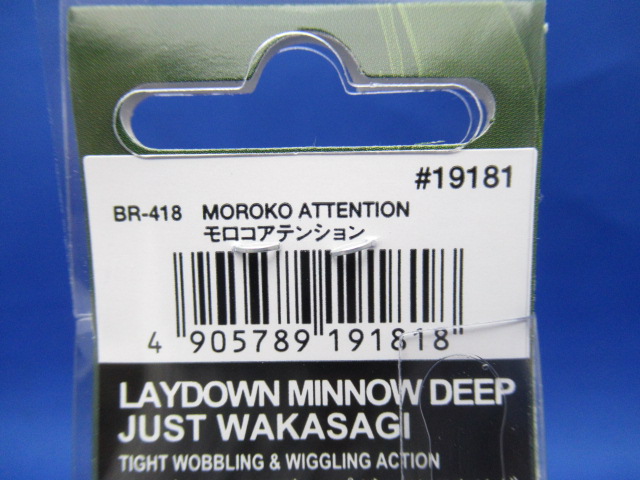 #19181
BR-418 MOROKO ATTENTION
モロコアテンション
4 905789 191818
LAYDOWN MINNOW DEEP
JUST WAKASAGI
TIGHT WOBBLING & WIGGLING ACTION